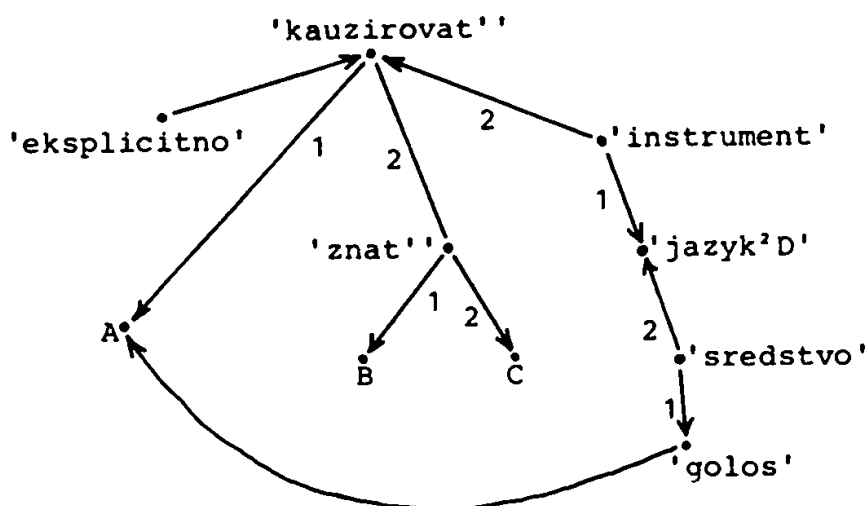 'kauzirovat''
'eksplicitno'
2
'instrument'
1
2
1
'znat''
'jazyk²D'
1
2
2
A
B
C
'sredstvo'
1
'golos'